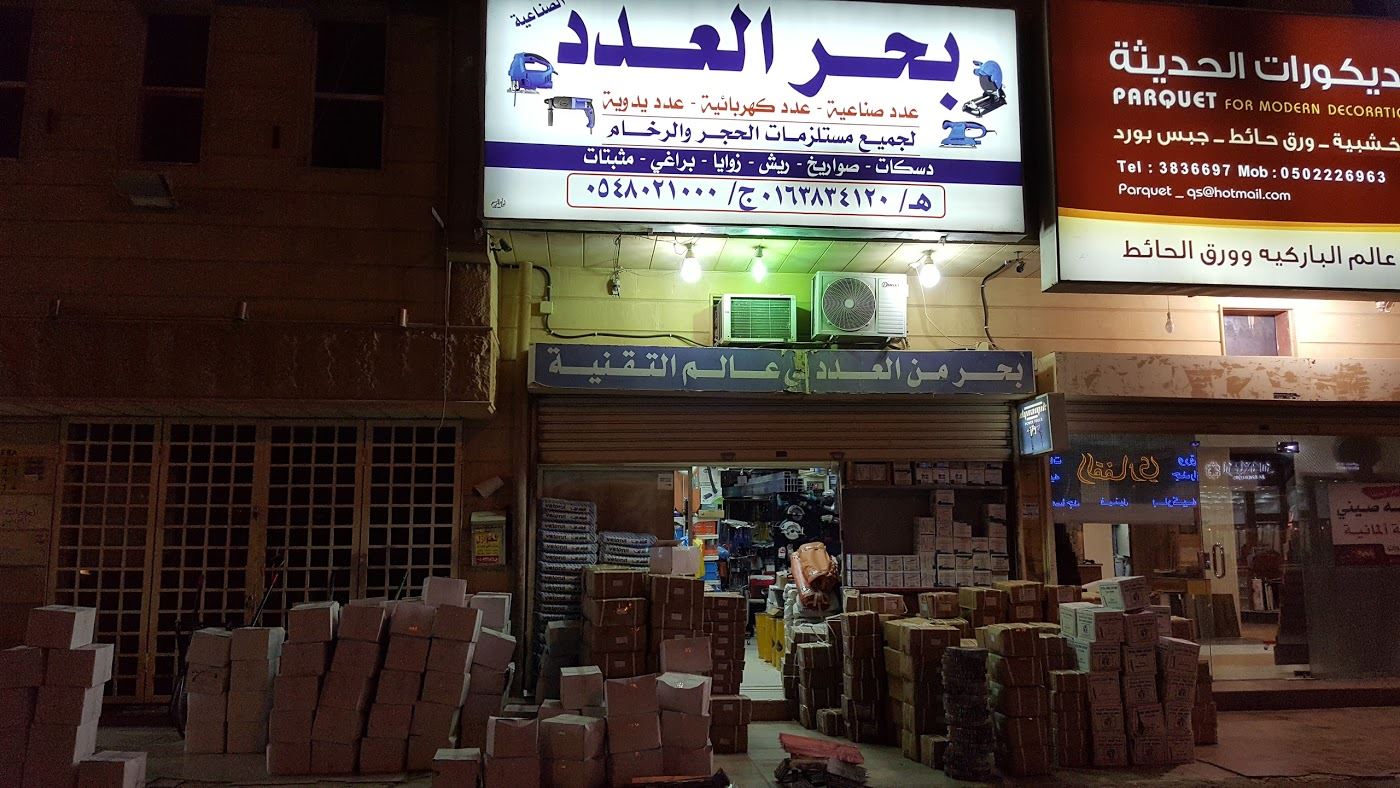 الصناعية
بحر العدد
عدد صناعية - عدد كهربائية - عدد يدوية
لجميع مستلزمات الحجر والرخام
دسكات - صواريخ - ريش - زوايا - براغي - مثبتات
هـ/ ٠١٦٣٨٣٤١٢٠ ج/ ٠٥٤٨٠٢١٠٠٠
ديكورات الحديثة
PARQUET FOR MODERN DECORATIO
خشبية ـ ورق حائط ـ جبس بورد
Tel : 3836697 Mob : 0502226963
Parquet _ qs@hotmail.com
عالم الباركيه وورق الحائط
بحر من العدد في عالم التقنية
صيني